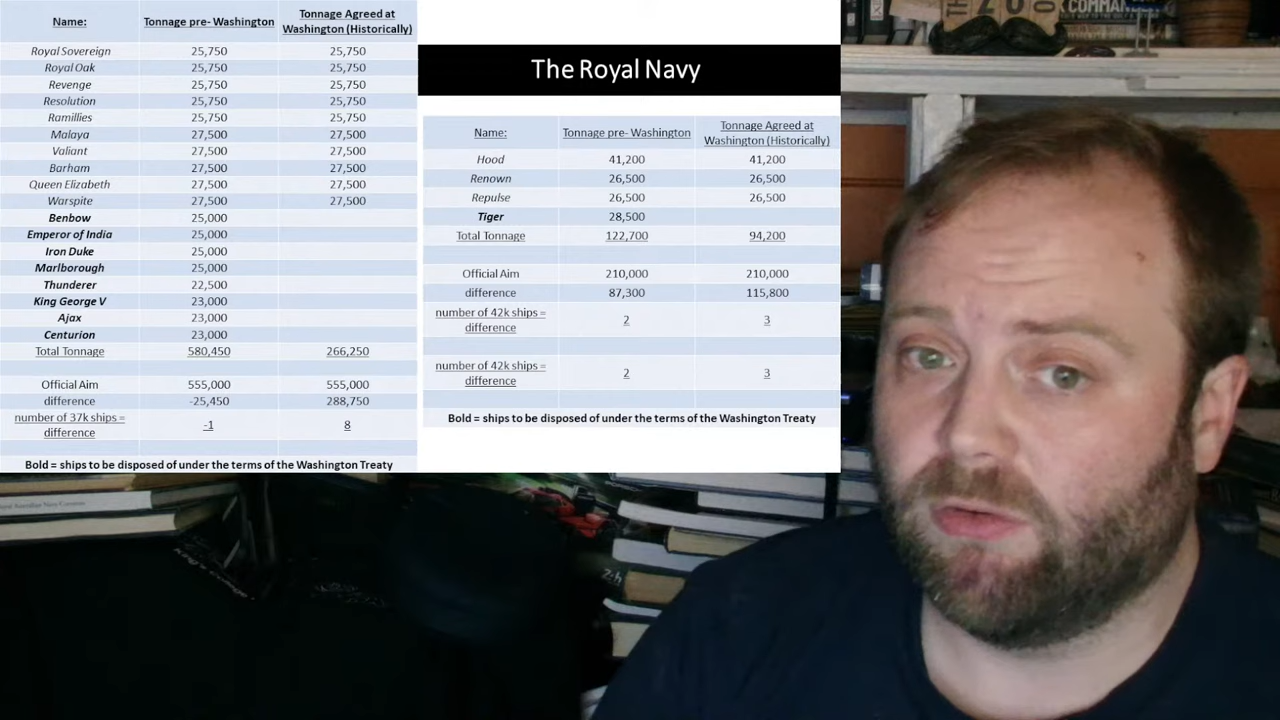 Name: Tonnage pre- Washington Tonnage Agreed at Washington (Historically)
Royal Sovereign 25,750 25,750
Royal Oak 25,750 25,750
Revenge 25,750 25,750
Resolution 25,750 25,750
Ramillies 25,750 25,750
Malaya 27,500 27,500
Valiant 27,500 27,500
Barham 27,500 27,500
Queen Elizabeth 27,500 27,500
Warspite 27,500 27,500
Benbow 25,000
Emperor of India 25,000
Iron Duke 25,000
Marlborough 25,000
Thunderer 22,500
King George V 23,000
Ajax 23,000
Centurion 23,000
Total Tonnage 580,450 266,250
Official Aim 555,000 555,000
difference -25,450 288,750
number of 37k ships = difference -1 8
Bold = ships to be disposed of under the terms of the Washington Treaty
The Royal Navy
Name: Tonnage pre- Washington Tonnage Agreed at Washington (Historically)
Hood 41,200 41,200
Renown 26,500 26,500
Repulse 26,500 26,500
Tiger 28,500
Total Tonnage 122,700 94,200
Official Aim 210,000 210,000
difference 87,300 115,800
number of 42k ships = difference 2 3
number of 42k ships = difference 2 3
Bold = ships to be disposed of under the terms of the Washington Treaty
COMMANDER